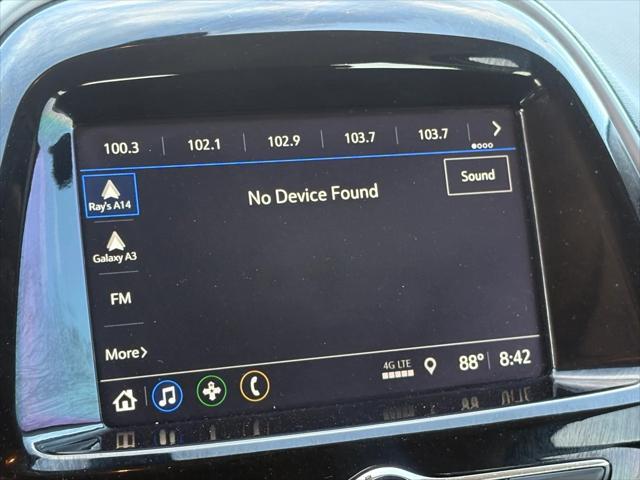 100.3 102.1 102.9 103.7 103.7
Ray's A14
No Device Found
Sound
Galaxy A3
FM
More
4G LTE
88° 8:42